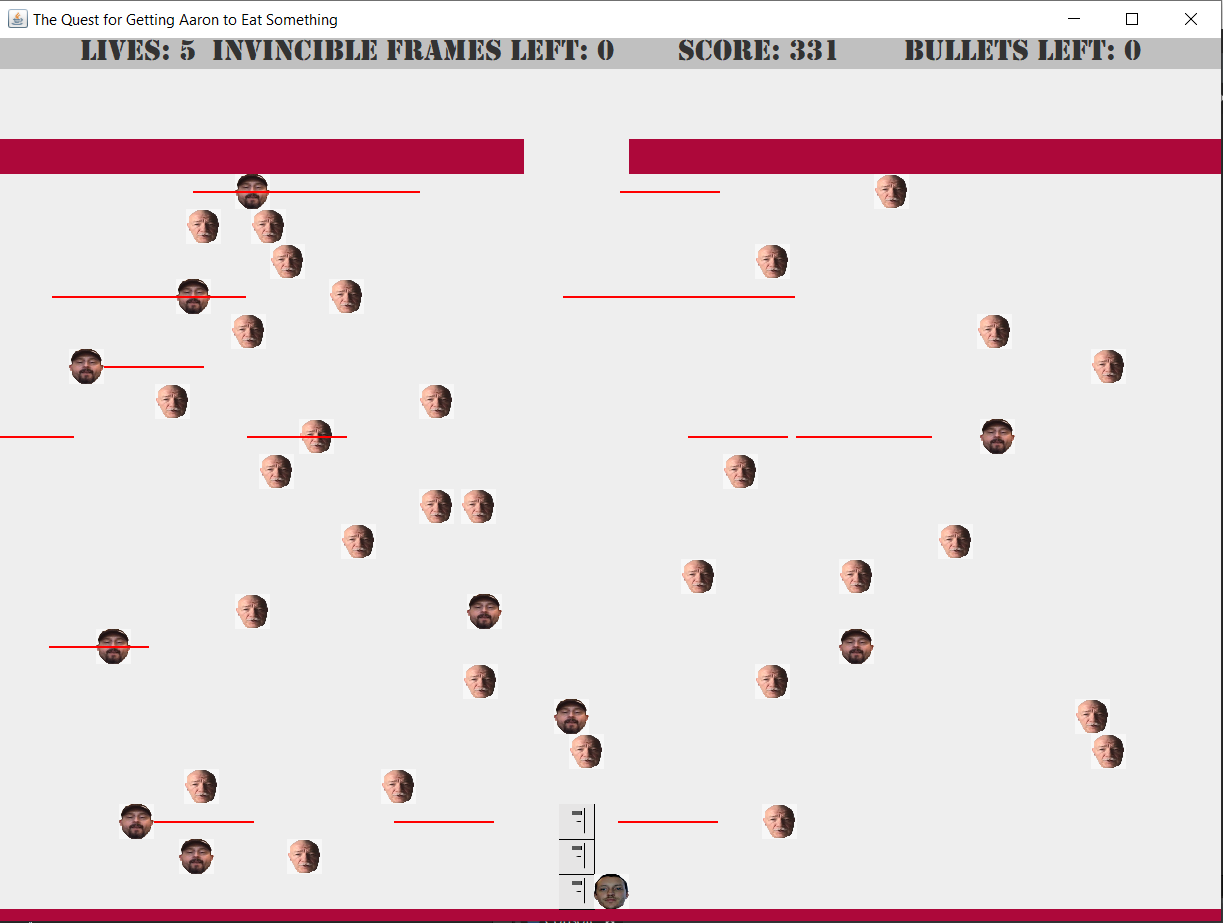 The Quest for Getting Aaron to Eat Something
LIVES: 5 INVINCIBLE FRAMES LEFT: 0 SCORE: 331 BULLETS LEFT: 0